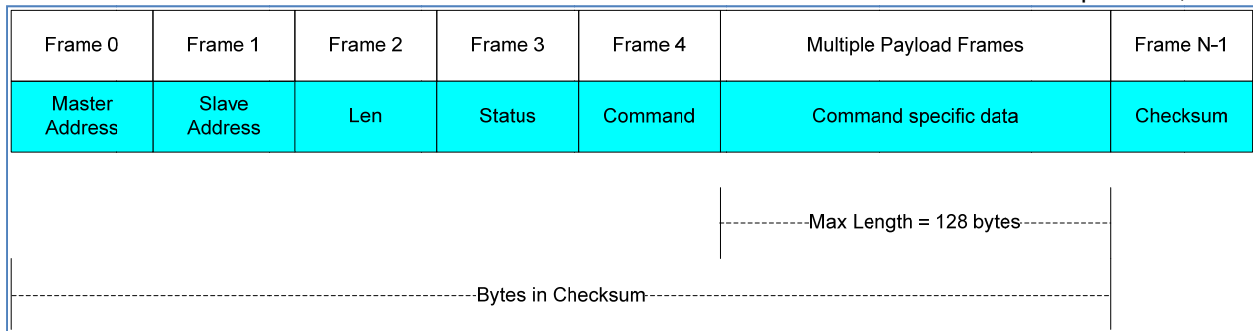 Frame 0 Frame 1 Frame 2 Frame 3 Frame 4 Multiple Payload Frames Frame N-1
Master Address Slave Address Len Status Command Command specific data Checksum
Max Length = 128 bytes
Bytes in Checksum